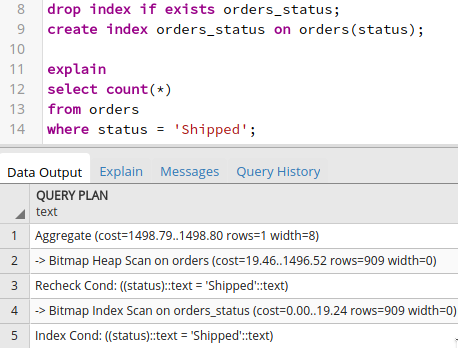 8 drop index if exists orders_status;
9 create index orders_status on orders(status);
10
11 explain
12 select count(*)
13 from orders
14 where status = 'Shipped';
Data Output Explain Messages Query History
QUERY PLAN
text
1 Aggregate (cost=1498.79..1498.80 rows=1 width=8)
2 -> Bitmap Heap Scan on orders (cost=19.46..1496.52 rows=909 width=0)
3 Recheck Cond: ((status)::text = 'Shipped'::text)
4 -> Bitmap Index Scan on orders_status (cost=0.00..19.24 rows=909 width=0)
5 Index Cond: ((status)::text = 'Shipped'::text)